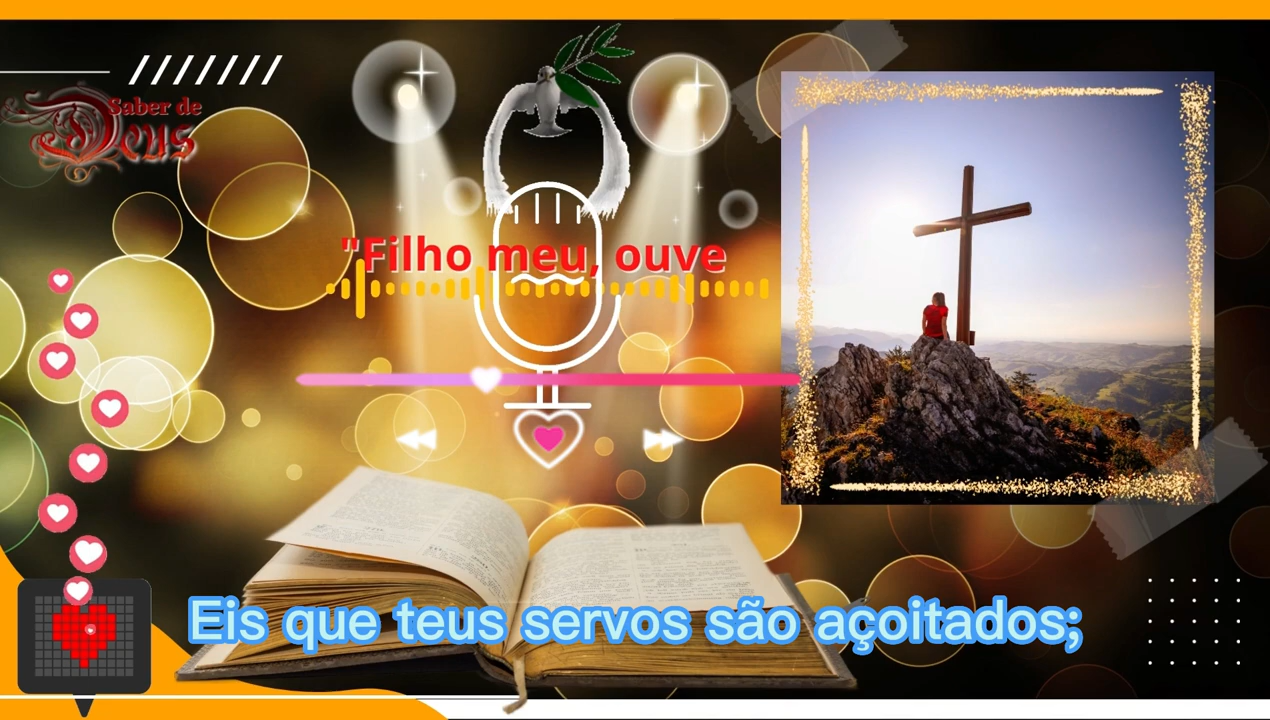 Saber de
Deus
"Filho meu, ouve
Eis que teus servos são açoitados;